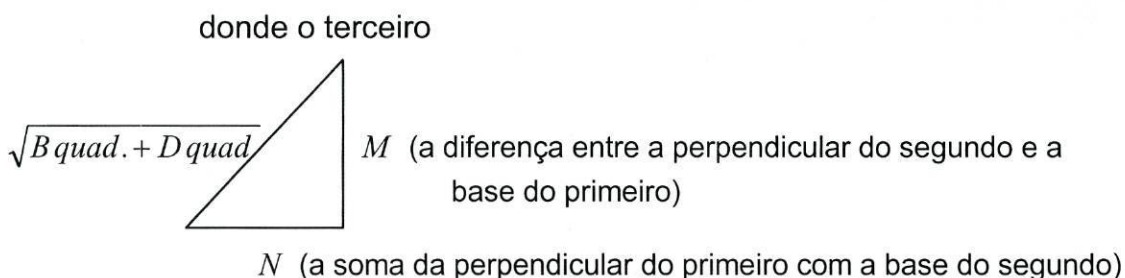 donde o terceiro
√B quad. + D quad
M (a diferença entre a perpendicular do segundo e a
base do primeiro)
N (a soma da perpendicular do primeiro com a base do segundo)